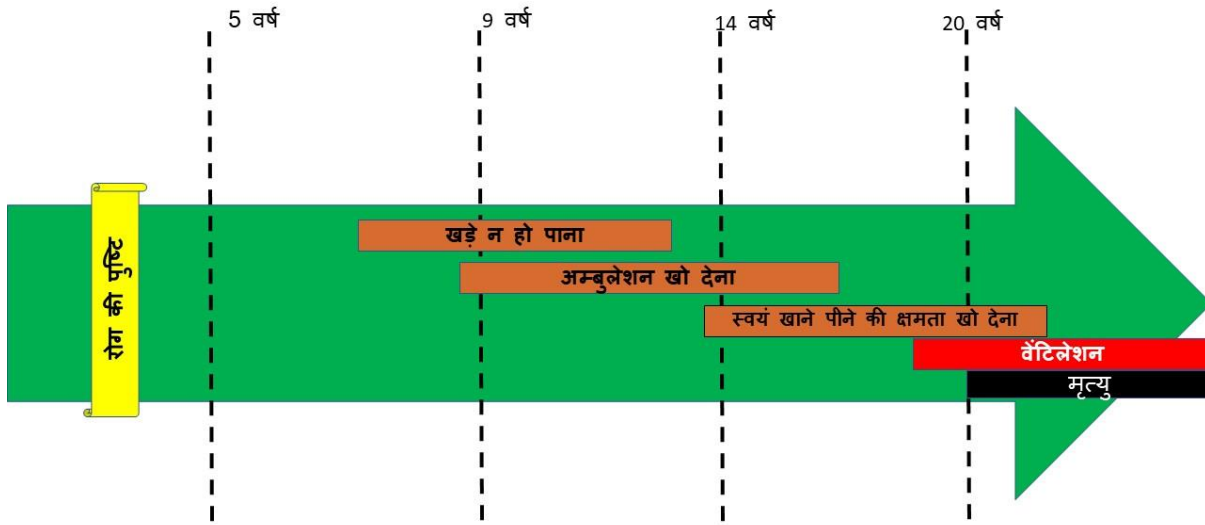 5 वर्ष
9 वर्ष
14 वर्ष
20 वर्ष
रोग की पुष्टि
खड़े न हो पाना
अम्बुलेशन खो देना
स्वयं खाने पीने की क्षमता खो देना
वेंटिलेशन
मृत्यु